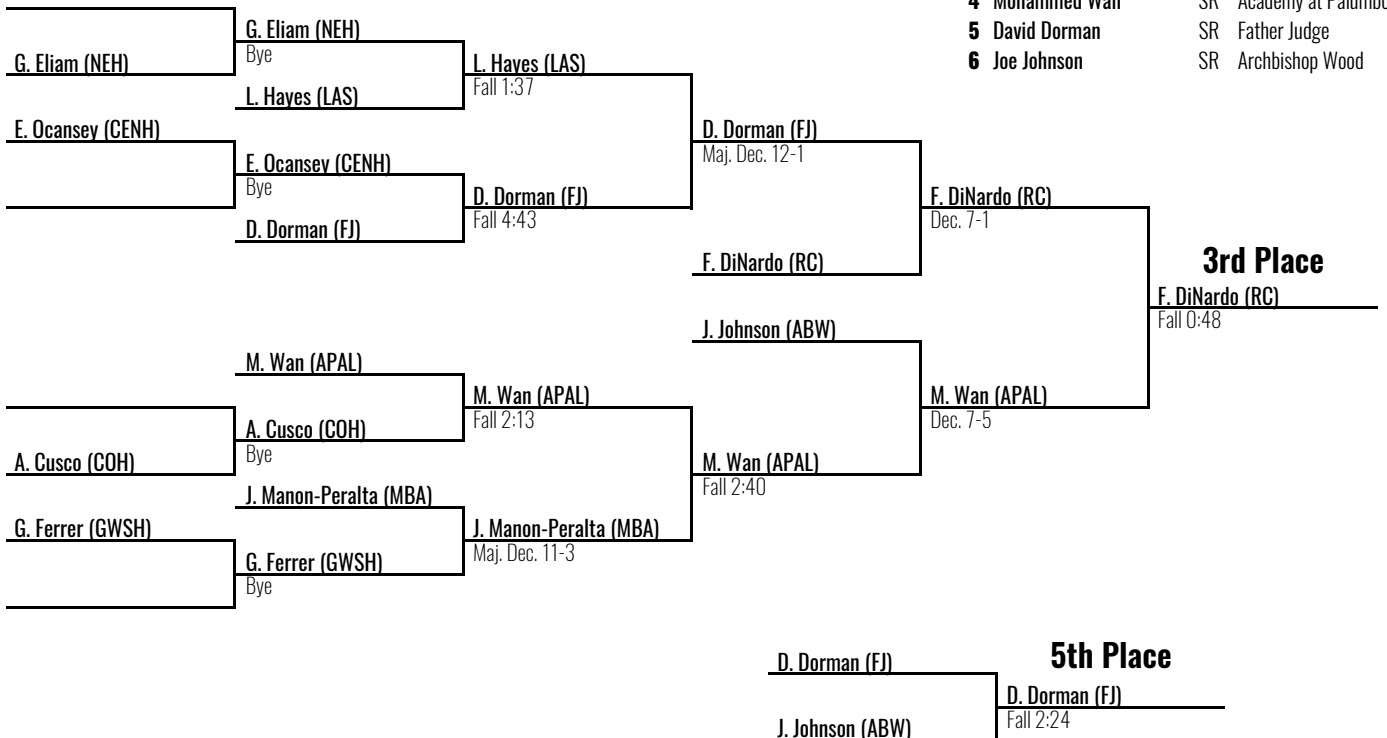 4 Mohammed Wan SR Academy at Palumbo
5 David Dorman SR Father Judge
6 Joe Johnson SR Archbishop Wood
G. Eliam (NEH)
Bye
G. Eliam (NEH)
L. Hayes (LAS)
Fall 1:37
L. Hayes (LAS)
E. Ocansey (CENH)
D. Dorman (FJ)
Maj. Dec. 12-1
E. Ocansey (CENH)
Bye
D. Dorman (FJ)
Fall 4:43
F. DiNardo (RC)
Dec. 7-1
D. Dorman (FJ)
F. DiNardo (RC)
3rd Place
F. DiNardo (RC)
Fall 0:48
J. Johnson (ABW)
M. Wan (APAL)
M. Wan (APAL)
Fall 2:13
M. Wan (APAL)
Dec. 7-5
A. Cusco (COH)
Bye
A. Cusco (COH)
M. Wan (APAL)
Fall 2:40
J. Manon-Peralta (MBA)
G. Ferrer (GWSH)
J. Manon-Peralta (MBA)
Maj. Dec. 11-3
G. Ferrer (GWSH)
Bye
5th Place
D. Dorman (FJ)
D. Dorman (FJ)
Fall 2:24
J. Johnson (ABW)